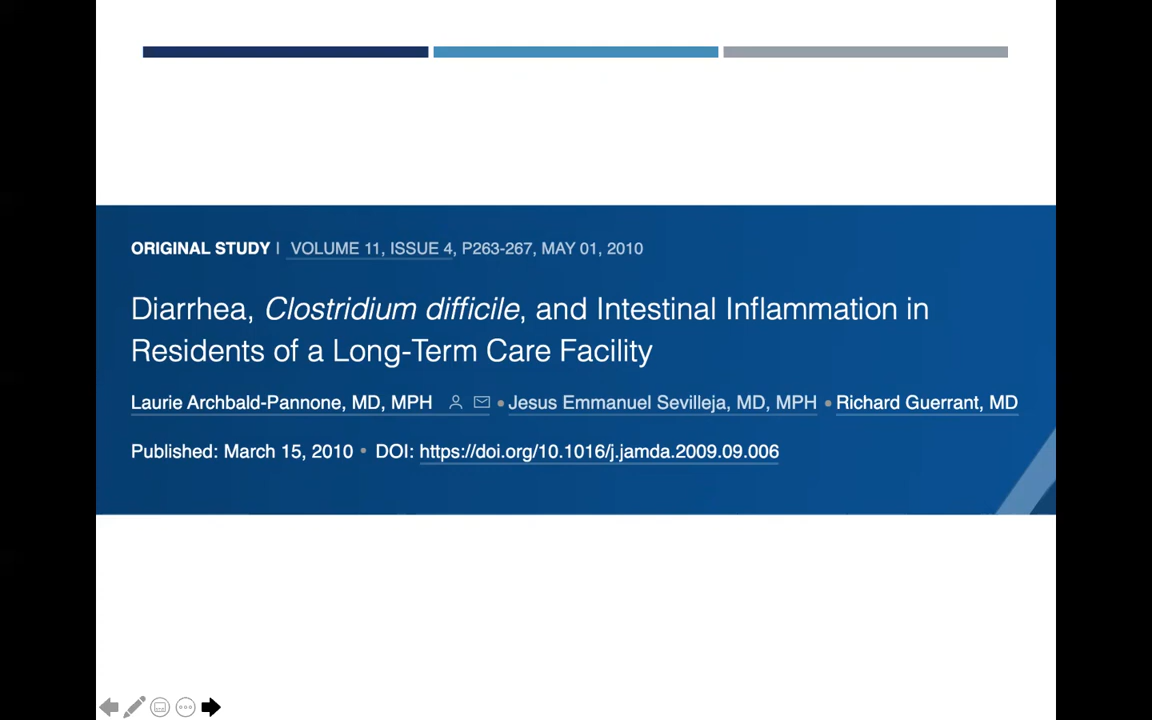 ORIGINAL STUDY | VOLUME 11, ISSUE 4, P263-267, MAY 01, 2010
Diarrhea, Clostridium difficile, and Intestinal Inflammation in
Residents of a Long-Term Care Facility
Laurie Archbald-Pannone, MD, MPH • Jesus Emmanuel Sevilleja, MD, MPH • Richard Guerrant, MD
Published: March 15, 2010 • DOI: https://doi.org/10.1016/j.jamda.2009.09.006